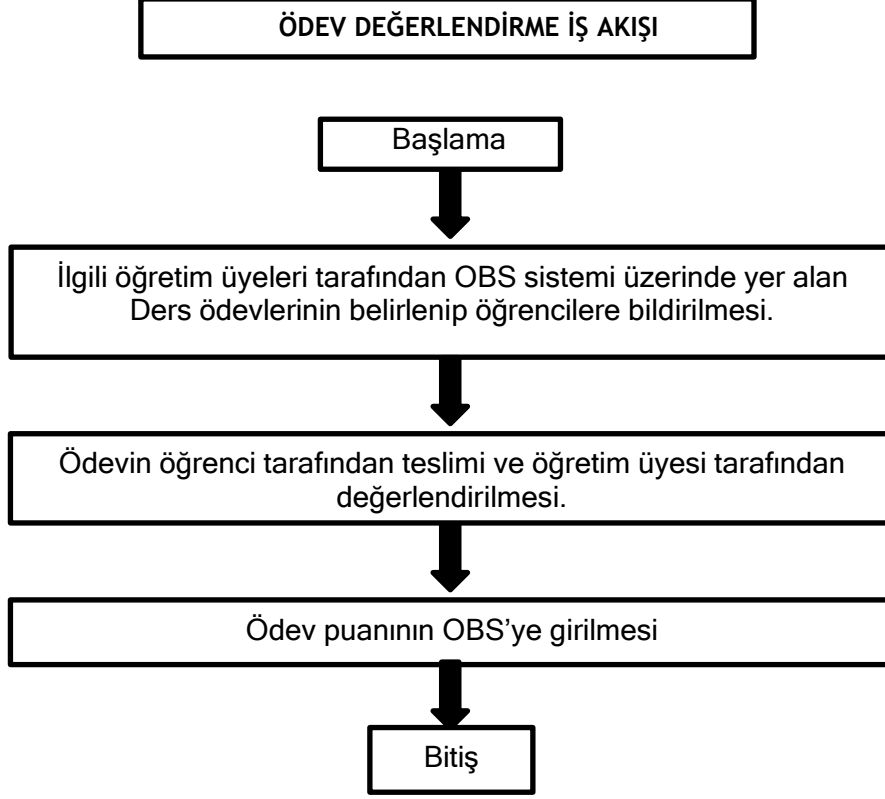 ÖDEV DEĞERLENDİRME İŞ AKIŞI
Başlama
İlgili öğretim üyeleri tarafından OBS sistemi üzerinde yer alan
Ders ödevlerinin belirlenip öğrencilere bildirilmesi.
Ödevin öğrenci tarafından teslimi ve öğretim üyesi tarafından
değerlendirilmesi.
Ödev puanının OBS’ye girilmesi
Bitiş